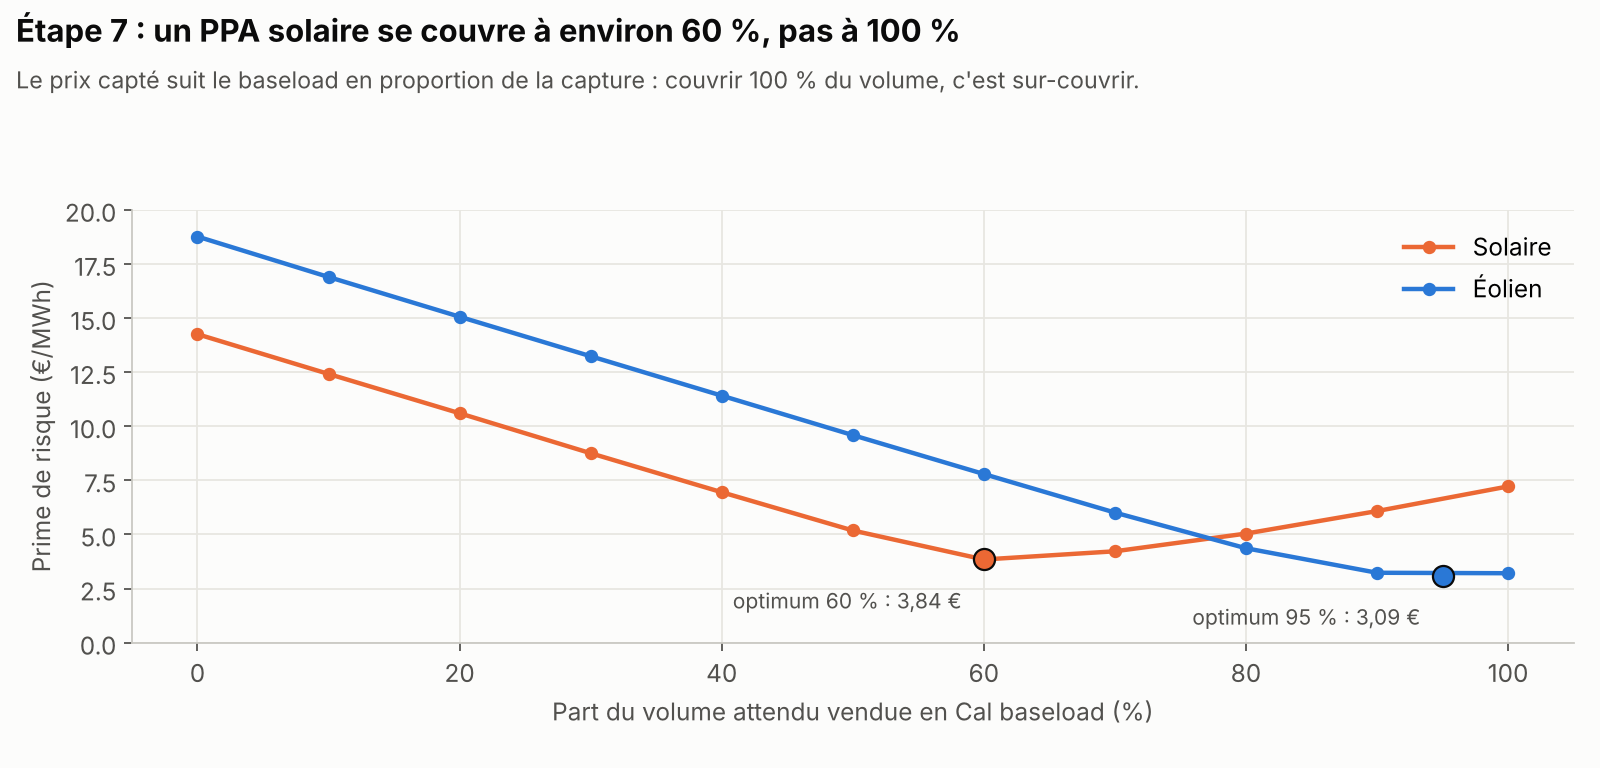 Étape 7 : un PPA solaire se couvre à environ 60 %, pas à 100 %
Le prix capté suit le baseload en proportion de la capture : couvrir 100 % du volume, c'est sur-couvrir.
20.0
17.5
15.0
12.5
10.0
7.5
5.0
2.5
0.0
Prime de risque (€/MWh)
Solaire
Éolien
optimum 60 % : 3,84 €
optimum 95 % : 3,09 €
0 20 40 60 80 100
Part du volume attendu vendue en Cal baseload (%)